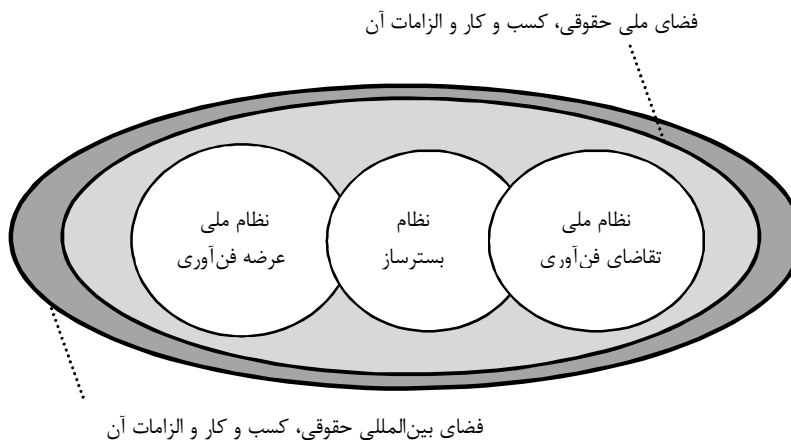 فضای ملی حقوقی، کسب و کار و الزامات آن
نظام ملی
تقاضای فن‌آوری
نظام
بسترساز
نظام ملی
عرضه فن‌آوری
فضای بین‌المللی حقوقی، کسب و کار و الزامات آن